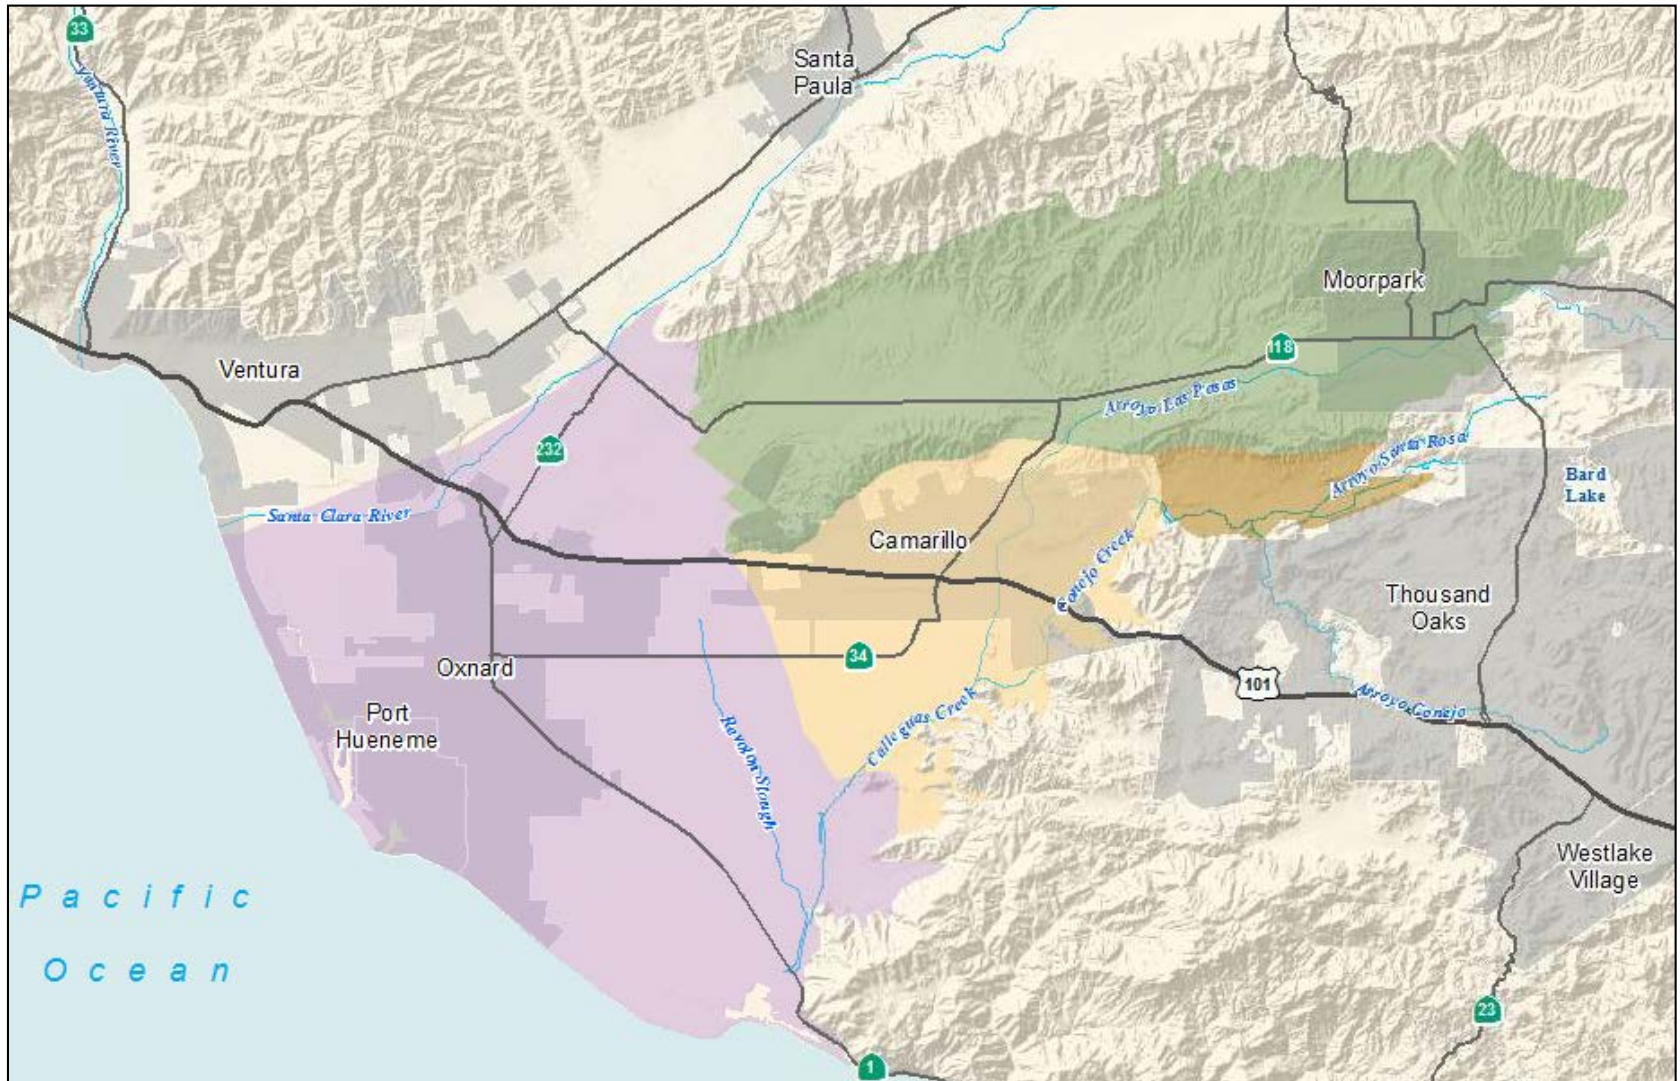 33
Ventura River
Santa
Paula
Moorpark
118
Ventura
Arroyo Las Posas
232
Arroyo Santa Rosa
Bard
Lake
Santa Clara River
Camarillo
Conejo Creek
Thousand
Oaks
34
Oxnard
101
Arroyo Conejo
Port
Hueneme
Revolon Slough
Calleguas Creek
Westlake
Village
Pacific
Ocean
23
1